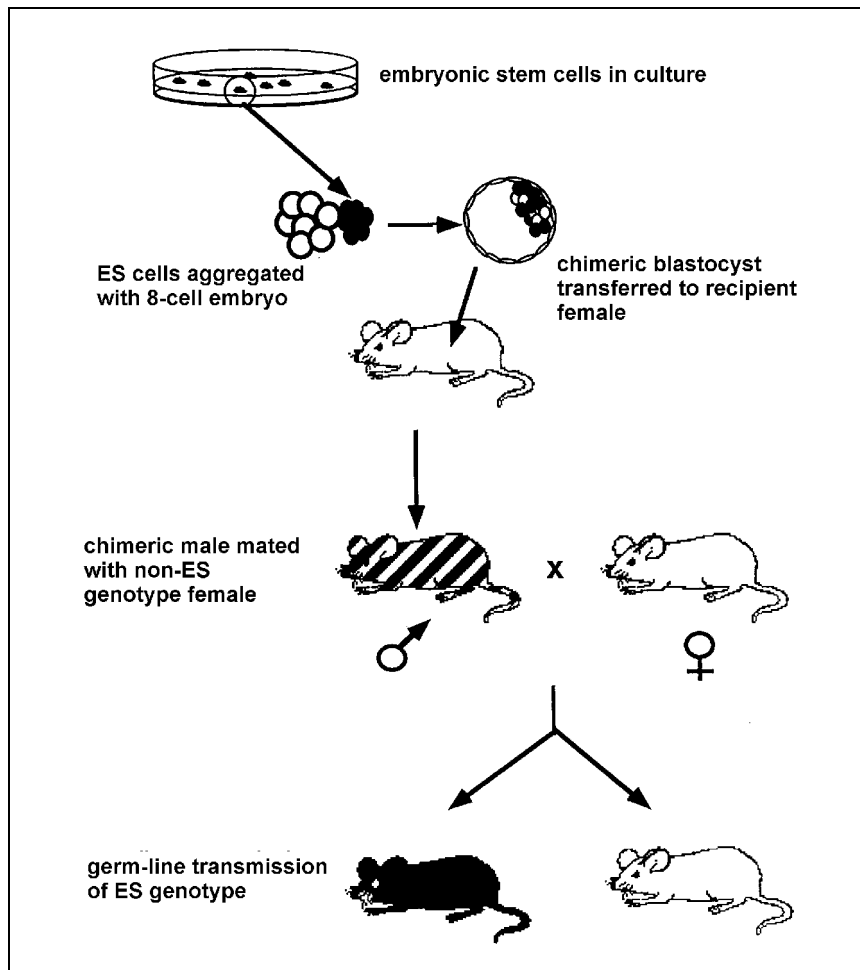 embryonic stem cells in culture
ES cells aggregated
with 8-cell embryo
chimeric blastocyst
transferred to recipient
female
chimeric male mated
with non-ES
genotype female
x
♂
♀
germ-line transmission
of ES genotype